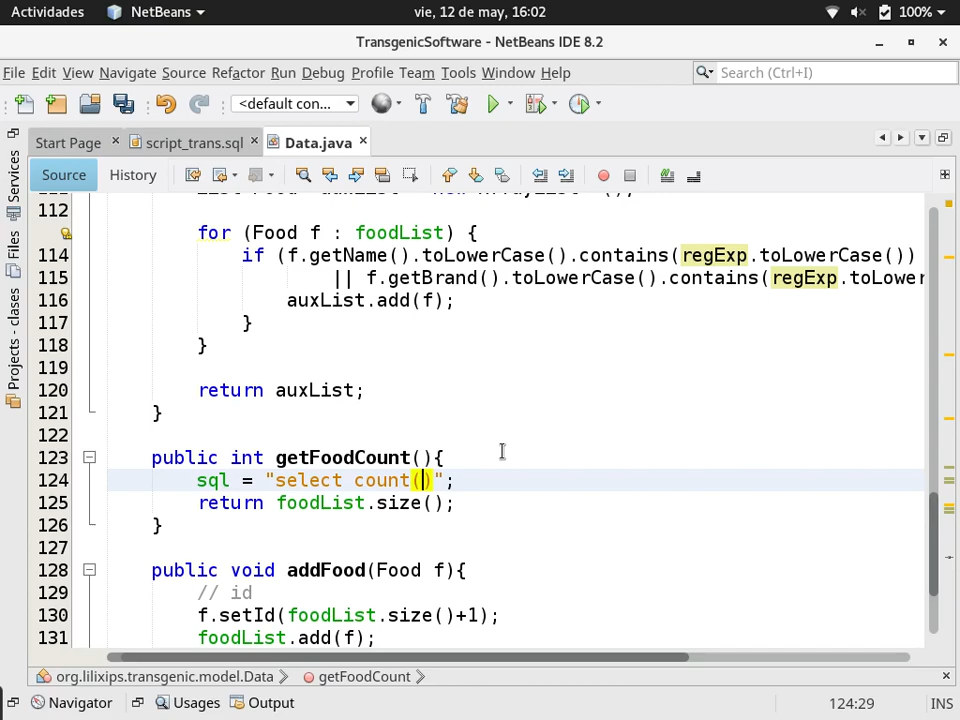 Actividades NetBeans vie, 12 de may, 16:02 100%
TransgenicSoftware - NetBeans IDE 8.2
File Edit View Navigate Source Refactor Run Debug Profile Team Tools Window Help Search (Ctrl+I)
<default con...
Start Page script_trans.sql Data.java
Source History
Services
Files
Projects - clases
112
for (Food f : foodList) {
114 if (f.getName().toLowerCase().contains(regExp.toLowerCase())
115 || f.getBrand().toLowerCase().contains(regExp.toLower
116 auxList.add(f);
117 }
118 }
119
120 return auxList;
121 }
122
123 public int getFoodCount(){
124 sql = "select count()";
125 return foodList.size();
126 }
127
128 public void addFood(Food f){
129 // id
130 f.setId(foodList.size()+1);
131 foodList.add(f);
org.lilixips.transgenic.model.Data getFoodCount
Navigator Usages Output 124:29 INS